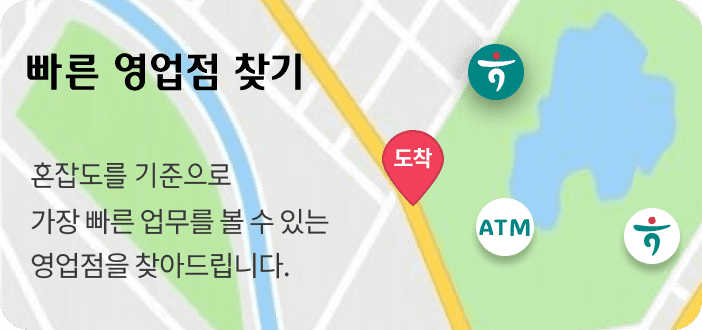 빠른 영업점 찾기
혼잡도를 기준으로
가장 빠른 업무를 볼 수 있는
영업점을 찾아드립니다.
도착
ATM